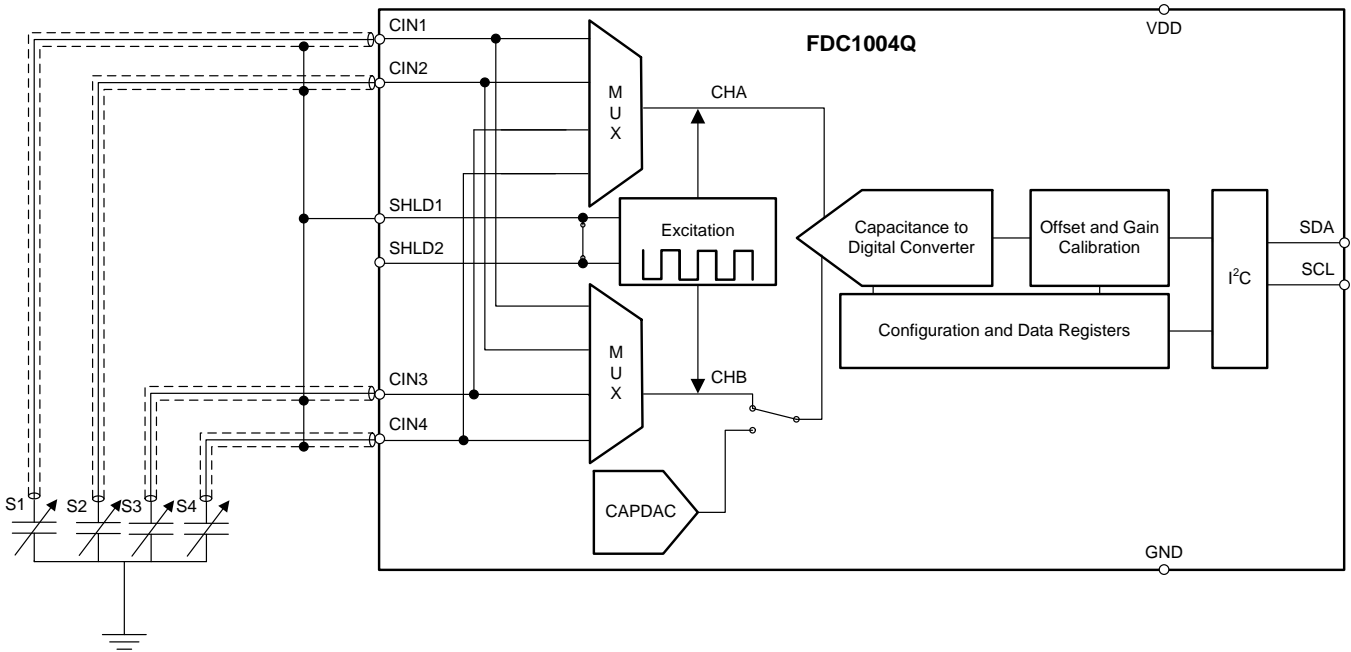 CIN1
VDD
FDC1004Q
CIN2
M
U
X
CHA
SHLD1
Excitation
Capacitance to
Digital Converter
Offset and Gain
Calibration
SDA
SHLD2
I²C
SCL
Configuration and Data Registers
M
U
X
CIN3
CHB
CIN4
S1
S2
S3
S4
CAPDAC
GND